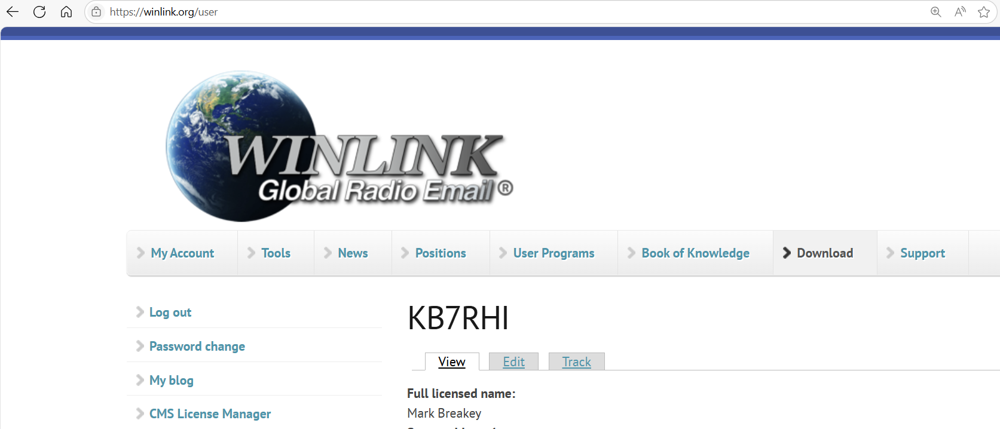 https://winlink.org/user
WINLINK
Global Radio Email ®
My Account Tools News Positions User Programs Book of Knowledge Download Support
Log out
Password change
My blog
CMS License Manager
KB7RHI
View Edit Track
Full licensed name:
Mark Breakey